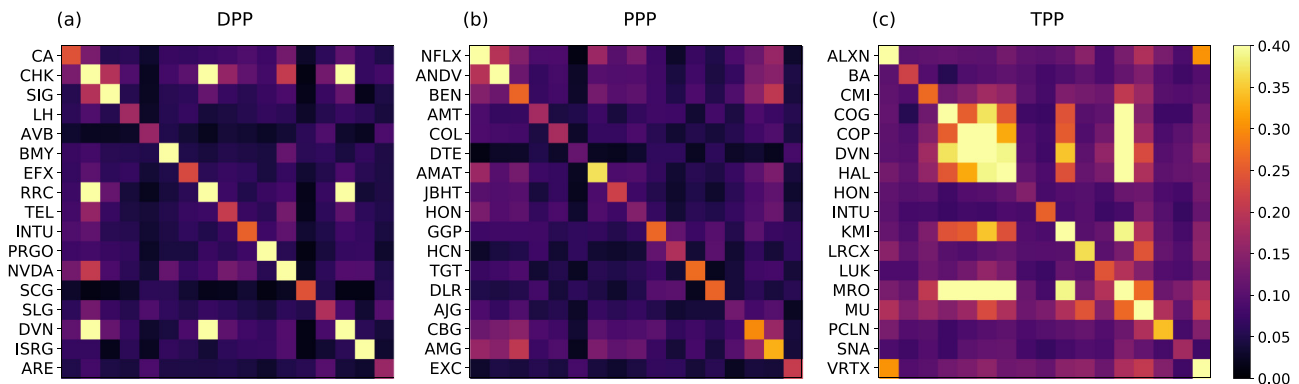 (a) DPP
CA
CHK
SIG
LH
AVB
BMY
EFX
RRC
TEL
INTU
PRGO
NVDA
SCG
SLG
DVN
ISRG
ARE
(b) PPP
NFLX
ANDV
BEN
AMT
COL
DTE
AMAT
JBHT
HON
GGP
HCN
TGT
DLR
AJG
CBG
AMG
EXC
(c) TPP
ALXN
BA
CMI
COG
COP
DVN
HAL
HON
INTU
KMI
LRCX
LUK
MRO
MU
PCLN
SNA
VRTX
0.40
0.35
0.30
0.25
0.20
0.15
0.10
0.05
0.00